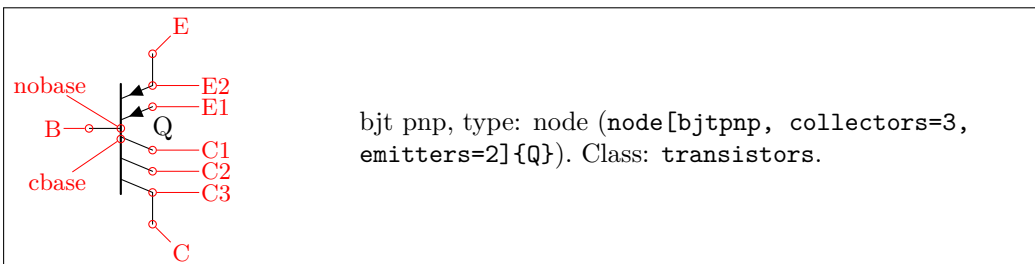 E
E2
nobase
E1
B
Q
C1
C2
cbase
C3
C
bjt pnp, type: node (node[bjtpnp, collectors=3,
emitters=2]{Q}). Class: transistors.